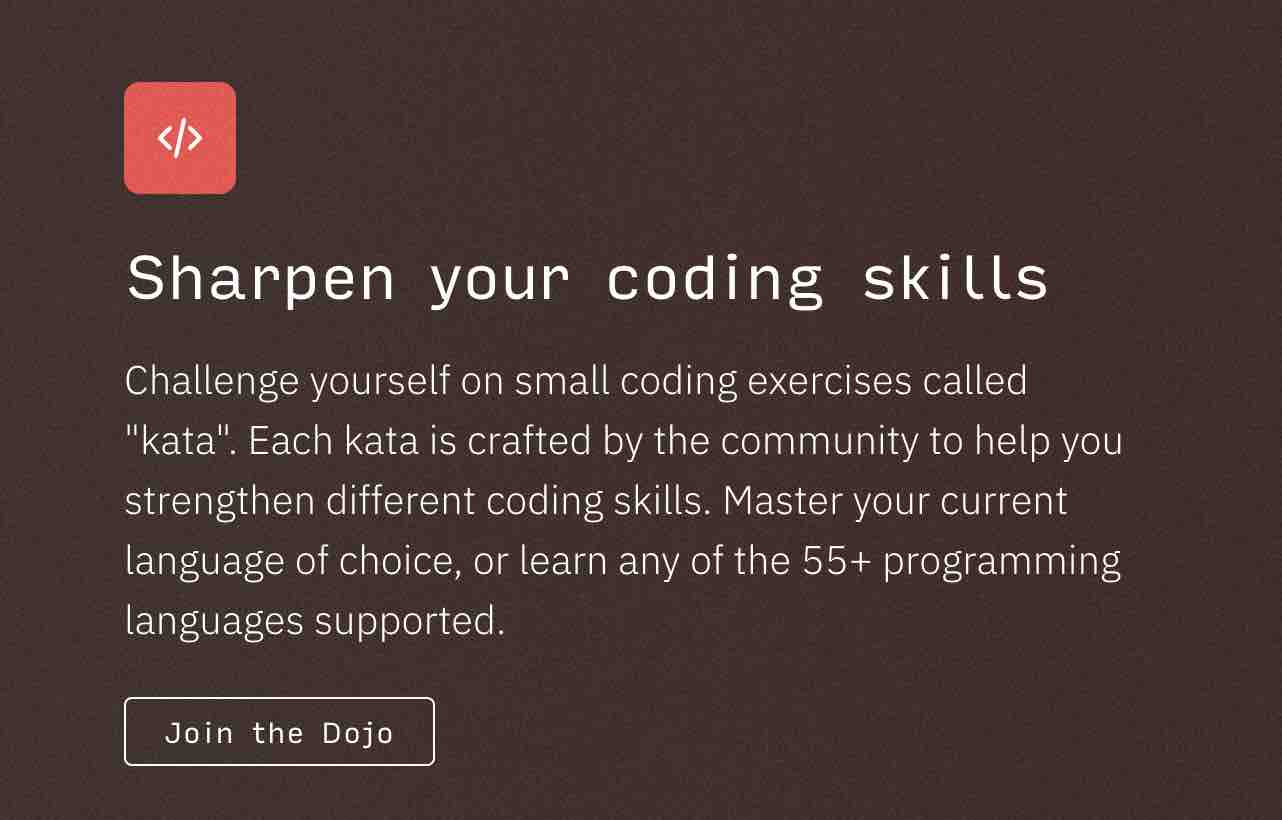 </>
Sharpen your coding skills
Challenge yourself on small coding exercises called
"kata". Each kata is crafted by the community to help you
strengthen different coding skills. Master your current
language of choice, or learn any of the 55+ programming
languages supported.
Join the Dojo